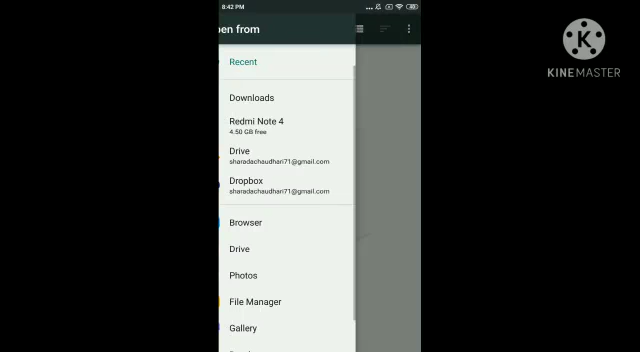 8:42 PM
pen from
Recent
Downloads
Redmi Note 4
4.50 GB free
Drive
sharadachaudhari71@gmail.com
Dropbox
sharadachaudhari71@gmail.com
Browser
Drive
Photos
File Manager
Gallery
K
KINEMASTER